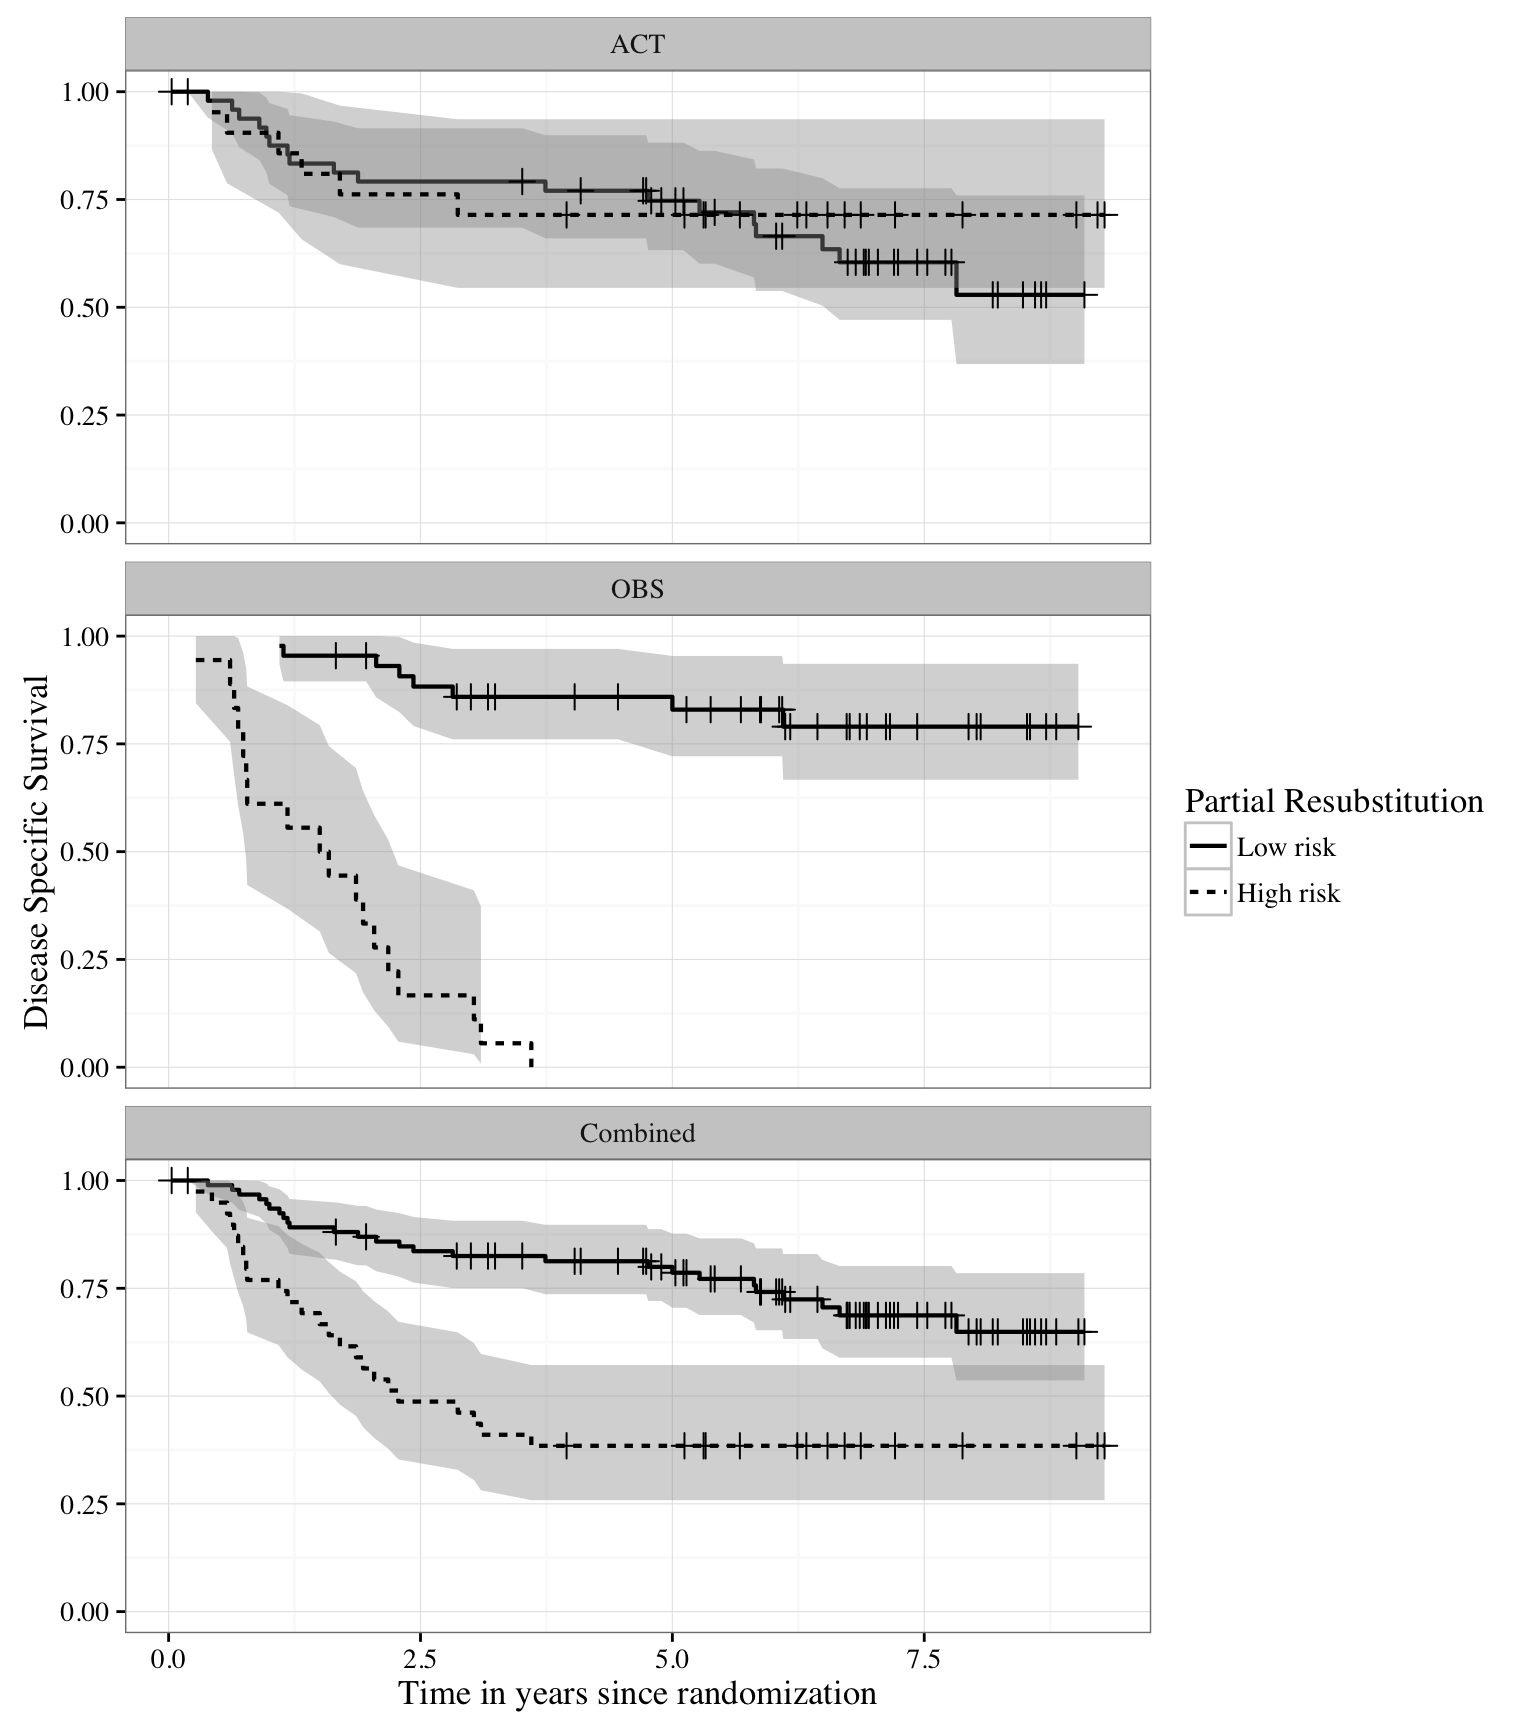 ACT
1.00
0.75
0.50
0.25
0.00
OBS
1.00
0.75
0.50
0.25
0.00
Combined
1.00
0.75
0.50
0.25
0.00
0.0 2.5 5.0 7.5
Time in years since randomization
Disease Specific Survival
Partial Resubstitution
Low risk
High risk